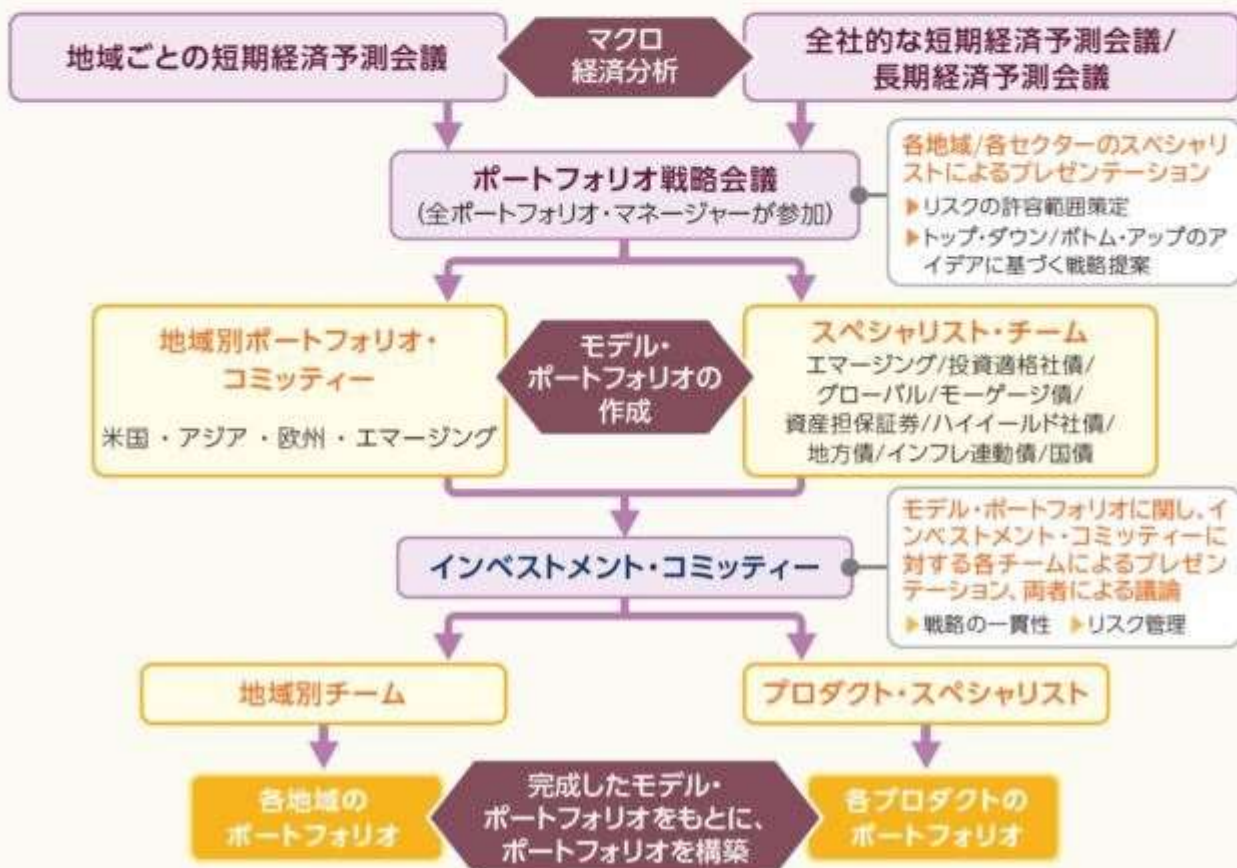 地域ごとの短期経済予測会議
マクロ
経済分析
全社的な短期経済予測会議/
長期経済予測会議
ポートフォリオ戦略会議
(全ポートフォリオ・マネージャーが参加)
各地域/各セクターのスペシャリ
ストによるプレゼンテーション
▶リスクの許容範囲策定
▶トップ・ダウン/ボトム・アップのア
イデアに基づく戦略提案
地域別ポートフォリオ・
コミッティー
米国・アジア・欧州・エマージング
モデル・
ポートフォリオの
作成
スペシャリスト・チーム
エマージング/投資適格社債/
グローバル/モーゲージ債/
資産担保証券/ハイイールド社債/
地方債/インフレ連動債/国債
インベストメント・コミッティー
モデル・ポートフォリオに関し、イ
ンベストメント・コミッティーに
対する各チームによるプレゼン
テーション、両者による議論
▶戦略の一貫性 ▶リスク管理
地域別チーム
プロダクト・スペシャリスト
各地域の
ポートフォリオ
完成したモデル・
ポートフォリオをもとに、
ポートフォリオを構築
各プロダクトの
ポートフォリオ